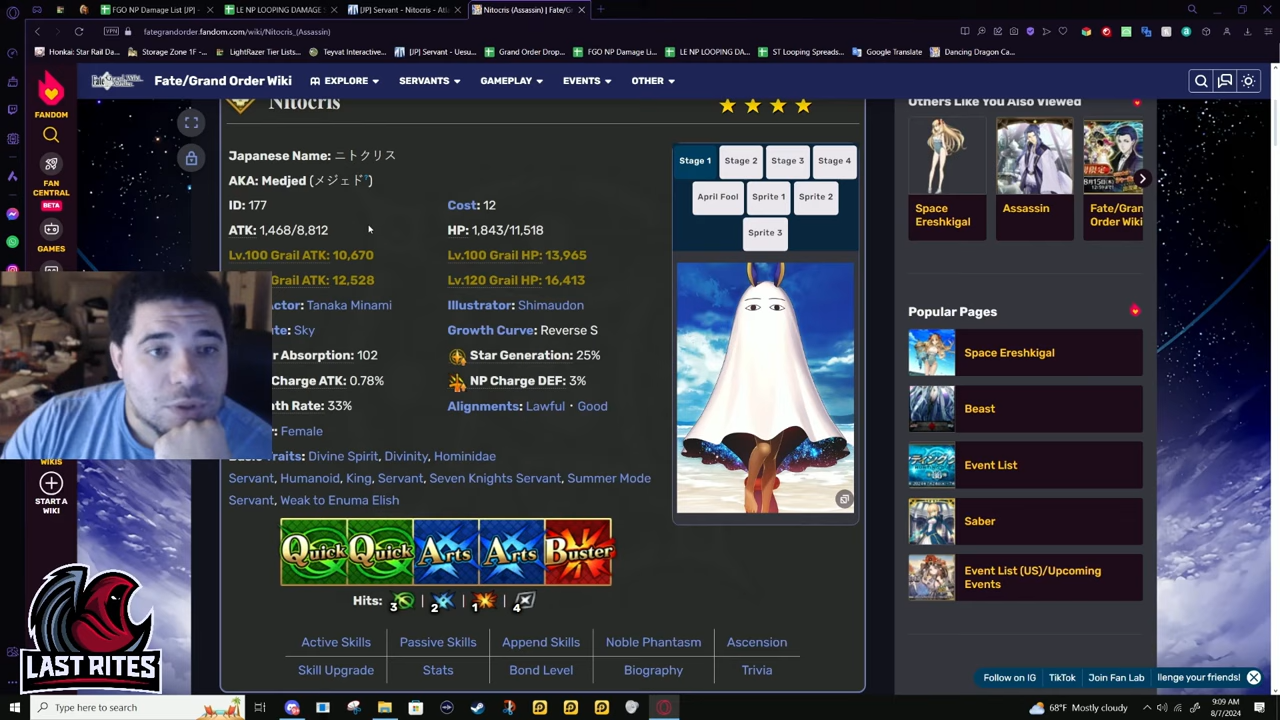 FGO NP Damage List [JP] -
LE NP LOOPING DAMAGE
[JP] Servant - Nitocris - Atl
Nitocris (Assassin) | Fate/G
VPN
fategrandorder.fandom.com/wiki/Nitocris_(Assassin)
Honkai: Star Rail Da...
Storage Zone 1F -...
LightRazer Tier Lists...
Teyvat Interactive...
[JP] Servant - Uesu...
Grand Order Drop...
FGO NP Damage Li...
LE NP LOOPING DA...
ST Looping Spreads...
Google Translate
Dancing Dragon Ca...
Fate/Grand Order Wiki
EXPLORE
SERVANTS
GAMEPLAY
EVENTS
OTHER
FANDOM
FAN
CENTRAL
BETA
GAMES
WIKIS
START A
WIKI
Nitocris
Japanese Name: ニトクリス
AKA: Medjed (メジェド?)
ID: 177
Cost: 12
ATK: 1,468/8,812
HP: 1,843/11,518
Lv.100 Grail ATK: 10,670
Lv.100 Grail HP: 13,965
Grail ATK: 12,528
Lv.120 Grail HP: 16,413
Actor: Tanaka Minami
Illustrator: Shimaudon
Sky
Growth Curve: Reverse S
Absorption: 102
Star Generation: 25%
Charge ATK: 0.78%
NP Charge DEF: 3%
Rate: 33%
Alignments: Lawful・Good
Female
Traits: Divine Spirit, Divinity, Hominidae
Servant, Humanoid, King, Servant, Seven Knights Servant, Summer Mode
Servant, Weak to Enuma Elish
Quick Quick Arts Arts Buster
Hits: 3 | 2 | 1 | 4
Active Skills
Passive Skills
Append Skills
Noble Phantasm
Ascension
Skill Upgrade
Stats
Bond Level
Biography
Trivia
Stage 1
Stage 2
Stage 3
Stage 4
April Fool
Sprite 1
Sprite 2
Sprite 3
Others Like You Also Viewed
Space
Ereshkigal
Assassin
Fate/Gran
Order Wiki
Popular Pages
Space Ereshkigal
Beast
Event List
Saber
Event List (US)/Upcoming
Events
Follow on IG
TikTok
Join Fan Lab
llenge your friends!
LAST RITES
Type here to search
68°F Mostly cloudy
9:09 AM
8/7/2024